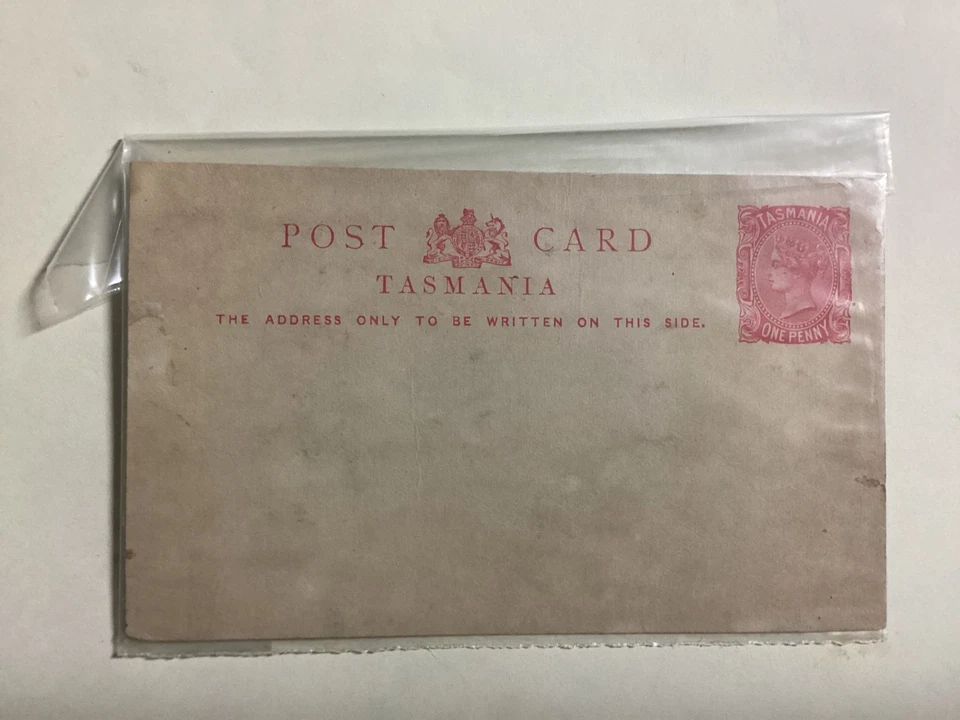 POST CARD
TASMANIA
THE ADDRESS ONLY TO BE WRITTEN ON THIS SIDE.
TASMANIA
ONE PENNY